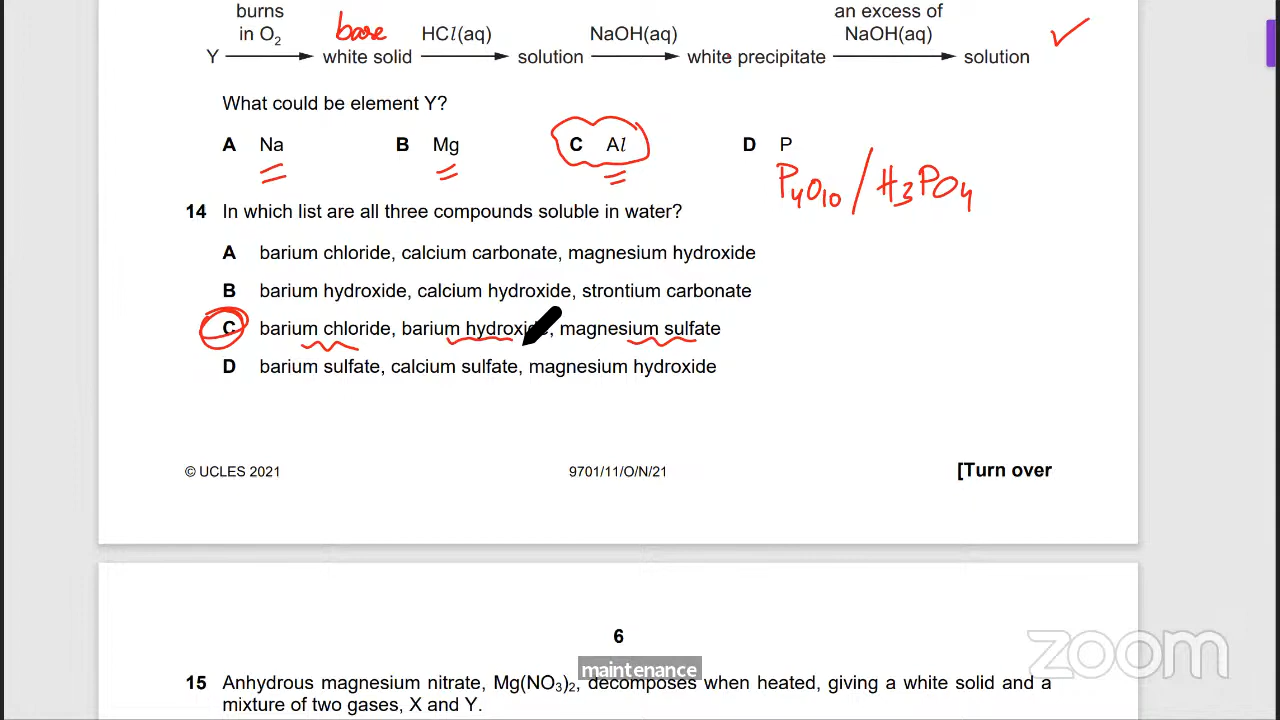 burns
in O₂
base
HCl(aq)
NaOH(aq)
an excess of
NaOH(aq)
Y
white solid
solution
white precipitate
solution
What could be element Y?
A Na
B Mg
C Al
D P
P₄O₁₀ / H₃PO₄
14 In which list are all three compounds soluble in water?
A barium chloride, calcium carbonate, magnesium hydroxide
B barium hydroxide, calcium hydroxide, strontium carbonate
C barium chloride, barium hydroxide, magnesium sulfate
D barium sulfate, calcium sulfate, magnesium hydroxide
© UCLES 2021
9701/11/O/N/21
[Turn over
6
zoom
maintenance
15 Anhydrous magnesium nitrate, Mg(NO₃)₂, decomposes when heated, giving a white solid and a
mixture of two gases, X and Y.